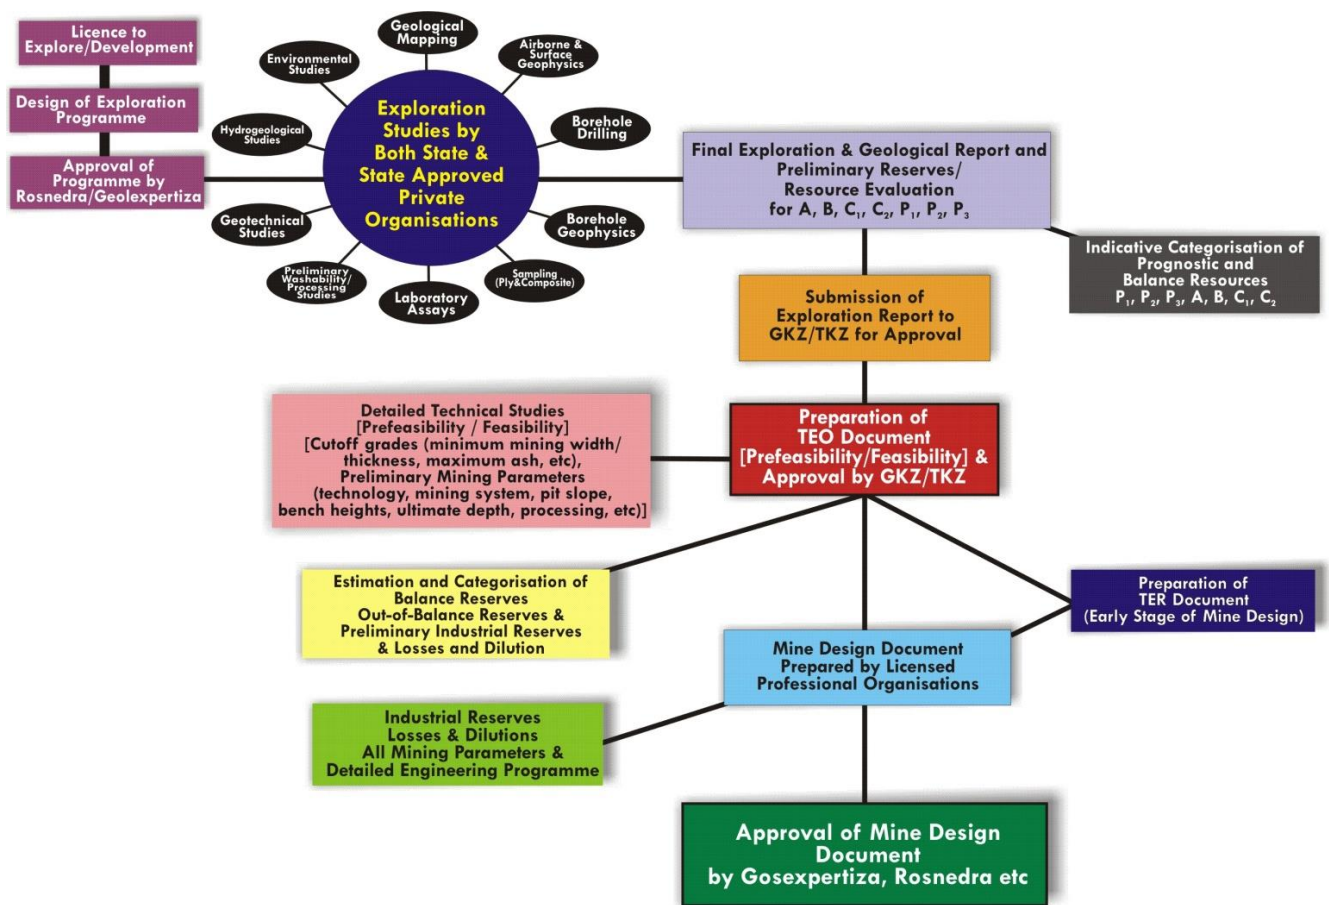 Licence to
Explore/Development
Design of Exploration
Programme
Approval of
Programme by
Rosnedra/Geolexpertiza
Geological
Mapping
Airborne &
Surface
Geophysics
Environmental
Studies
Borehole
Drilling
Hydrogeological
Studies
Exploration
Studies by
Both State &
State Approved
Private
Organisations
Geotechnical
Studies
Borehole
Geophysics
Preliminary
Washability/
Processing
Studies
Laboratory
Assays
Sampling
(Ply&Composite)
Final Exploration & Geological Report and
Preliminary Reserves/
Resource Evaluation
for A, B, C₁, C₂, P₁, P₂, P₃
Indicative Categorisation of
Prognostic and
Balance Resources
P₁, P₂, P₃, A, B, C₁, C₂
Submission of
Exploration Report to
GKZ/TKZ for Approval
Detailed Technical Studies
[Prefeasibility / Feasibility]
[Cutoff grades (minimum mining width/
thickness, maximum ash, etc),
Preliminary Mining Parameters
(technology, mining system, pit slope,
bench heights, ultimate depth, processing, etc)]
Preparation of
TEO Document
[Prefeasibility/Feasibility] &
Approval by GKZ/TKZ
Estimation and Categorisation of
Balance Reserves
Out-of-Balance Reserves &
Preliminary Industrial Reserves
& Losses and Dilution
Preparation of
TER Document
(Early Stage of Mine Design)
Mine Design Document
Prepared by Licensed
Professional Organisations
Industrial Reserves
Losses & Dilutions
All Mining Parameters &
Detailed Engineering Programme
Approval of Mine Design
Document
by Gosexpertiza, Rosnedra etc